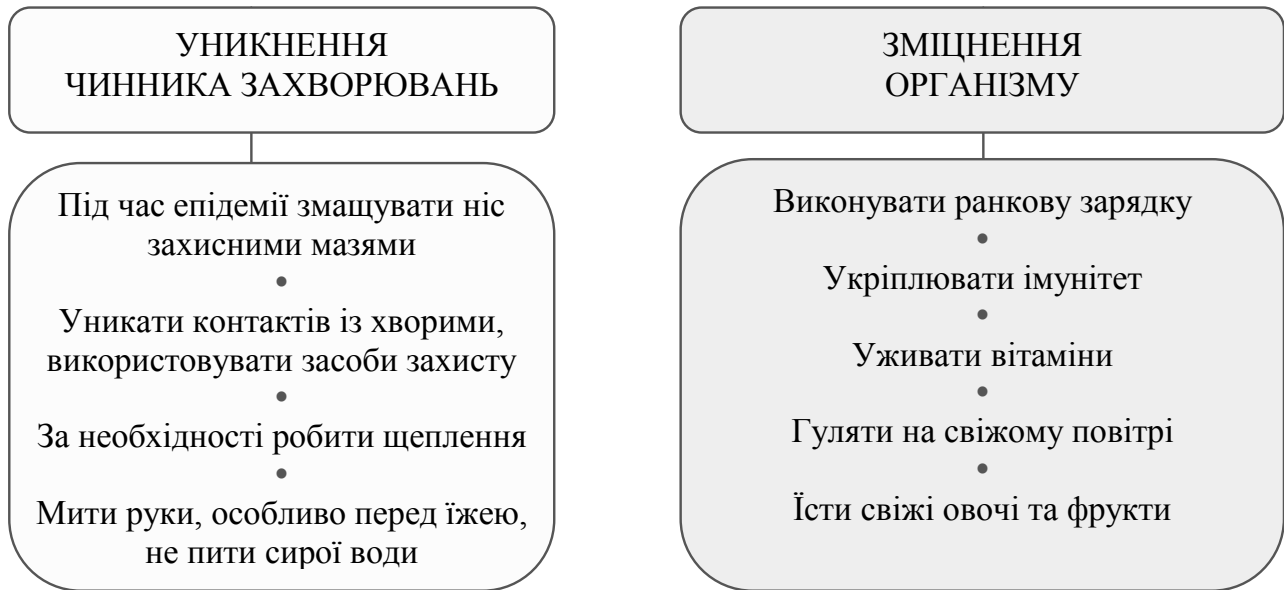 УНИКНЕННЯ
ЧИННИКА ЗАХВОРЮВАНЬ
Під час епідемії змащувати ніс
захисними мазями
•
Уникати контактів із хворими,
використовувати засоби захисту
•
За необхідності робити щеплення
•
Мити руки, особливо перед їжею,
не пити сирої води
ЗМІЦНЕННЯ
ОРГАНІЗМУ
Виконувати ранкову зарядку
•
Укріплювати імунітет
•
Уживати вітаміни
•
Гуляти на свіжому повітрі
•
Їсти свіжі овочі та фрукти